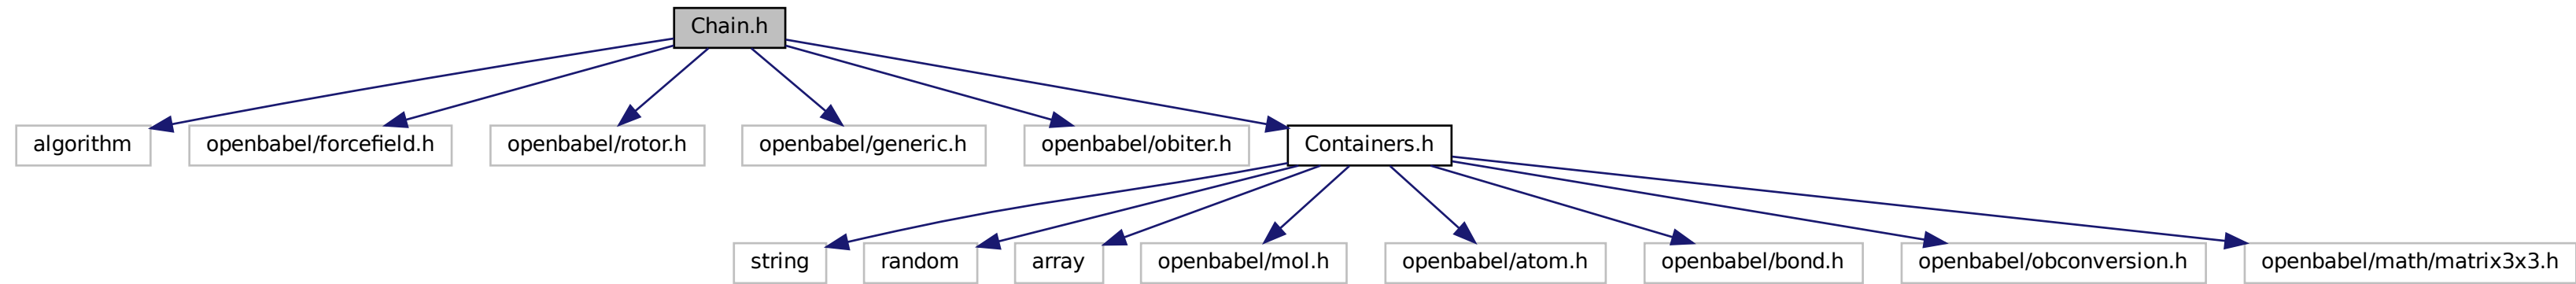 Chain.h
algorithm
openbabel/forcefield.h
openbabel/rotor.h
openbabel/generic.h
openbabel/obiter.h
Containers.h
string
random
array
openbabel/mol.h
openbabel/atom.h
openbabel/bond.h
openbabel/obconversion.h
openbabel/math/matrix3x3.h